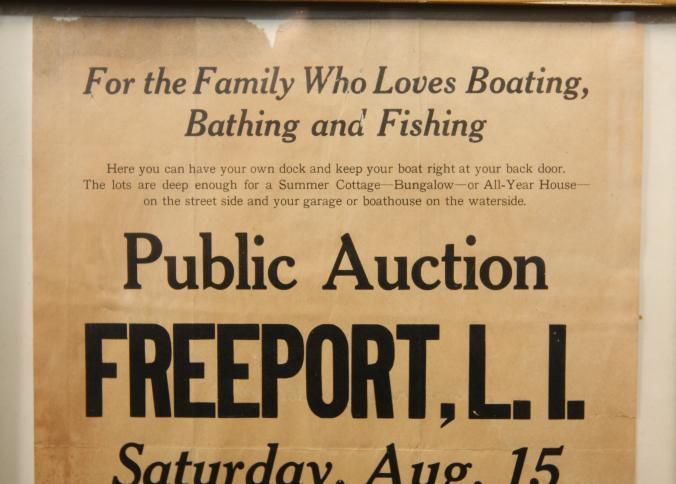 For the Family Who Loves Boating,
Bathing and Fishing
Here you can have your own dock and keep your boat right at your back door.
The lots are deep enough for a Summer Cottage—Bungalow—or All-Year House—
on the street side and your garage or boathouse on the waterside.
Public Auction
FREEPORT, L. I.
Saturday, Aug. 15